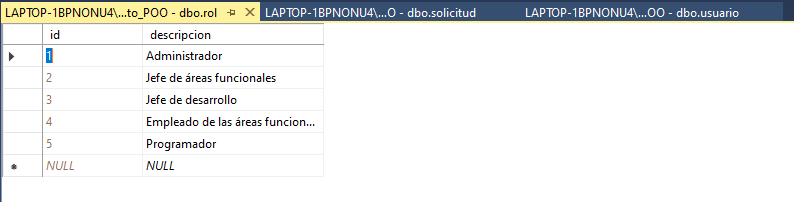 LAPTOP-1BPNONU4\...to_POO - dbo.rol LAPTOP-1BPNONU4\...O - dbo.solicitud LAPTOP-1BPNONU4\...OO - dbo.usuario
id descripcion
1 Administrador
2 Jefe de áreas funcionales
3 Jefe de desarrollo
4 Empleado de las áreas funcion...
5 Programador
NULL NULL